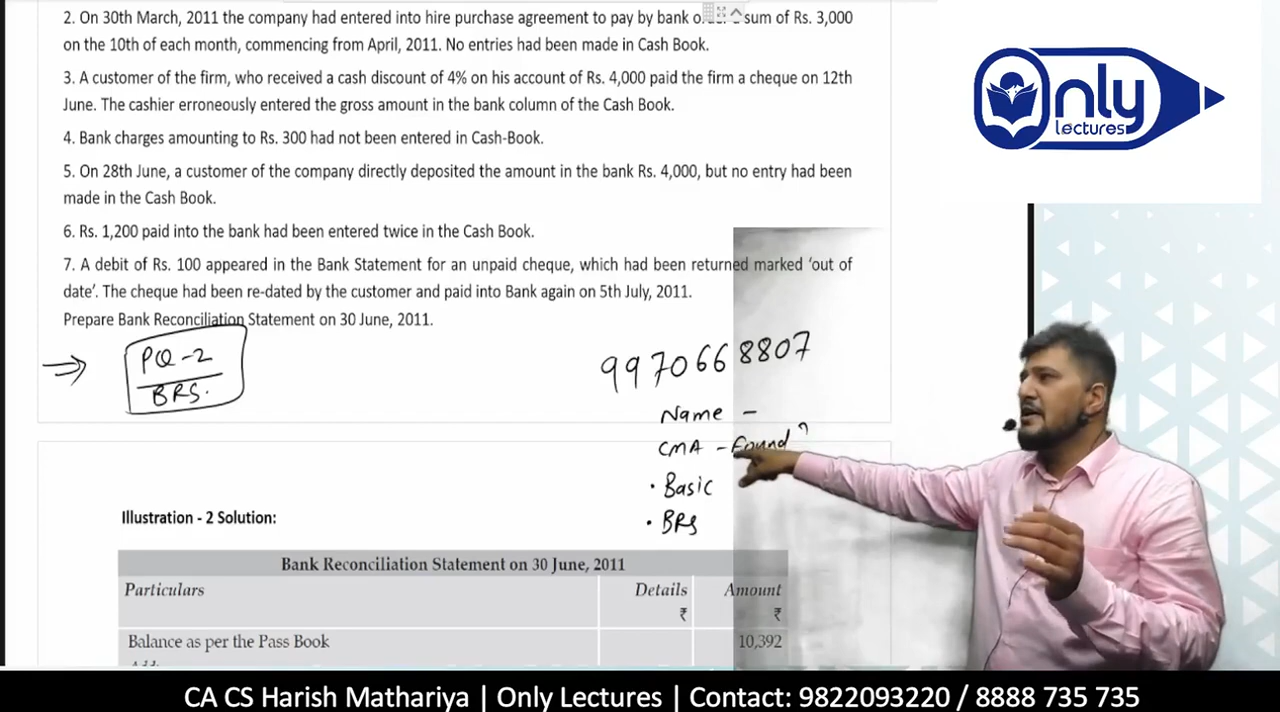 2. On 30th March, 2011 the company had entered into hire purchase agreement to pay by bank sum of Rs. 3,000
on the 10th of each month, commencing from April, 2011. No entries had been made in Cash Book.
3. A customer of the firm, who received a cash discount of 4% on his account of Rs. 4,000 paid the firm a cheque on 12th
June. The cashier erroneously entered the gross amount in the bank column of the Cash Book.
4. Bank charges amounting to Rs. 300 had not been entered in Cash-Book.
5. On 28th June, a customer of the company directly deposited the amount in the bank Rs. 4,000, but no entry had been
made in the Cash Book.
6. Rs. 1,200 paid into the bank had been entered twice in the Cash Book.
7. A debit of Rs. 100 appeared in the Bank Statement for an unpaid cheque, which had been returned marked ‘out of
date’. The cheque had been re-dated by the customer and paid into Bank again on 5th July, 2011.
Prepare Bank Reconciliation Statement on 30 June, 2011.
PQ-2
BRS.
9970668807
Name -
CMA - Found
• Basic
• BRS
Illustration - 2 Solution:
Bank Reconciliation Statement on 30 June, 2011
Particulars Details Amount
₹ ₹
Balance as per the Pass Book 10,392
Only
lectures
CA CS Harish Mathariya | Only Lectures | Contact: 9822093220 / 8888 735 735